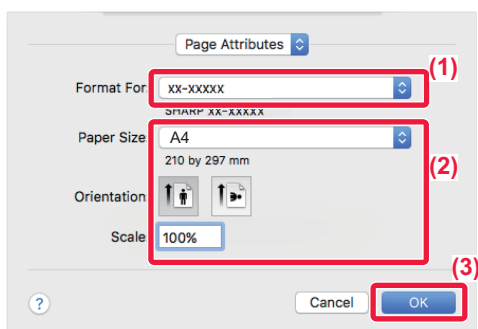 Page Attributes
(1)
Format For: xx-xxxxx
SHARP xx-xxxxx
Paper Size: A4
210 by 297 mm
(2)
Orientation:
Scale: 100%
(3)
? Cancel OK